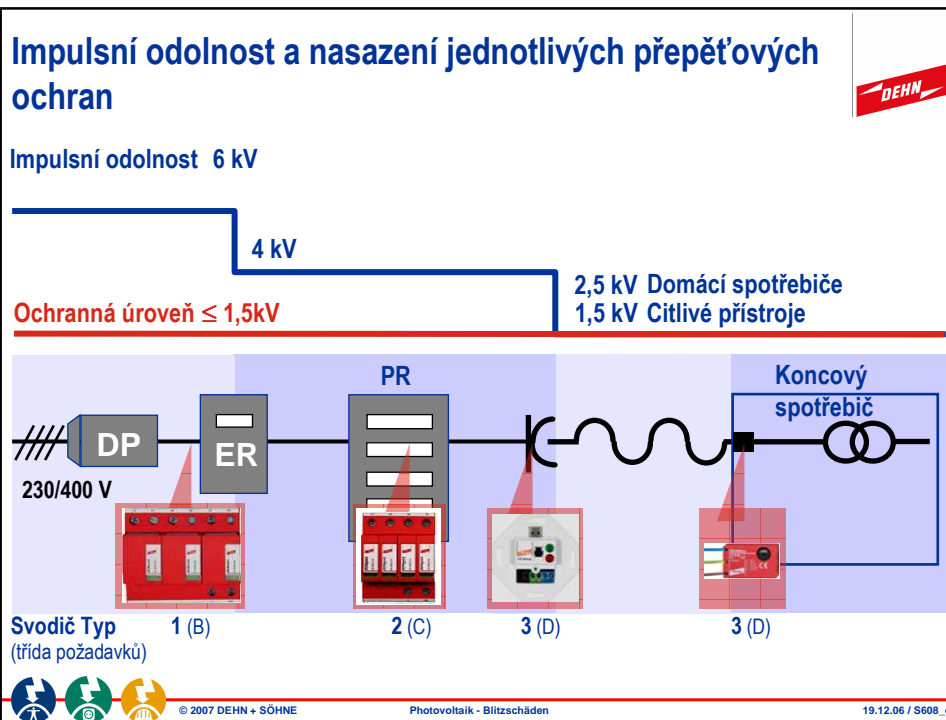 Impulsní odolnost a nasazení jednotlivých přepěťových
ochran
DEHN
Impulsní odolnost 6 kV
4 kV
2,5 kV Domácí spotřebiče
1,5 kV Citlivé přístroje
Ochranná úroveň ≤ 1,5kV
PR
Koncový
spotřebič
DP
ER
230/400 V
Svodič Typ 1 (B) 2 (C) 3 (D) 3 (D)
(třída požadavků)
© 2007 DEHN + SÖHNE Photovoltaik - Blitzschäden 19.12.06 / S608_